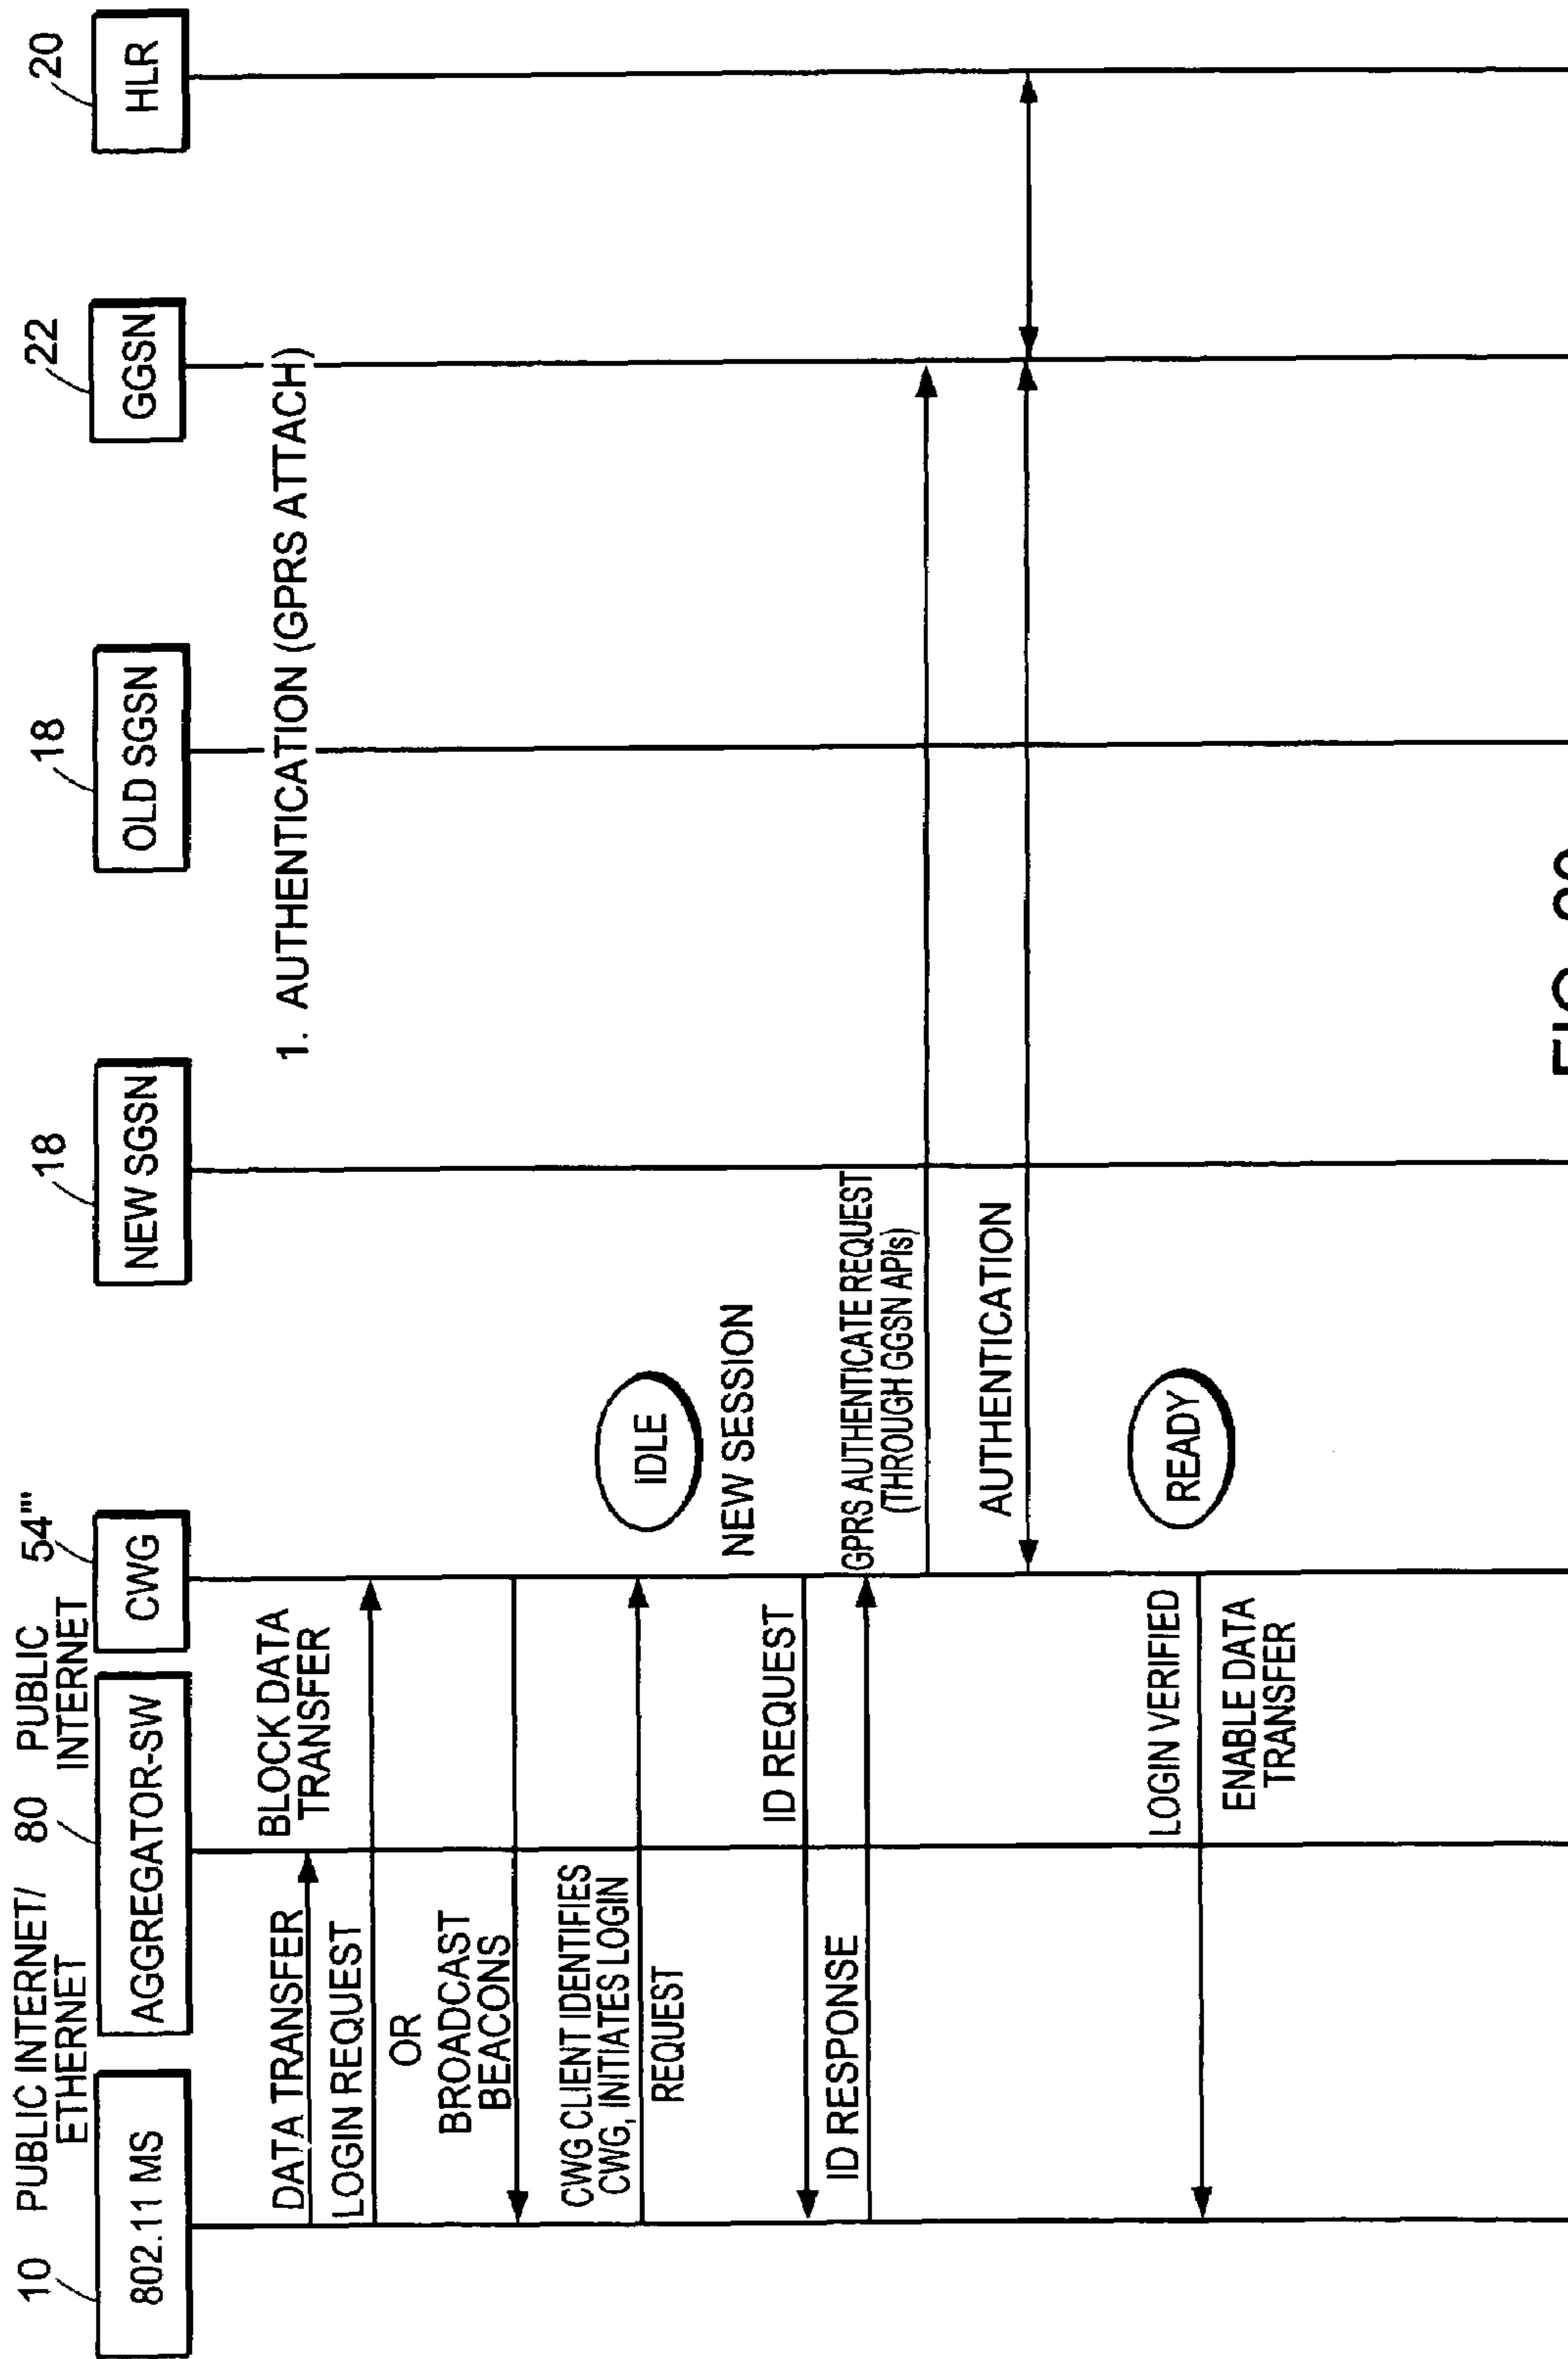 10
PUBLIC INTERNET/
ETHERNET
80
PUBLIC
INTERNET
54'''
18
18
22
20
802.11 MS
AGGREGATOR-SW
CWG
NEW SGSN
OLD SGSN
GGSN
HLR
1. AUTHENTICATION (GPRS ATTACH)
DATA TRANSFER
BLOCK DATA
TRANSFER
LOGIN REQUEST
OR
BROADCAST
BEACONS
CWG CLIENT IDENTIFIES
CWG, INITIATES LOGIN
REQUEST
IDLE
NEW SESSION
ID REQUEST
ID RESPONSE
GPRS AUTHENTICATE REQUEST
(THROUGH GGSN APIs)
AUTHENTICATION
READY
LOGIN VERIFIED
ENABLE DATA
TRANSFER
FIG.